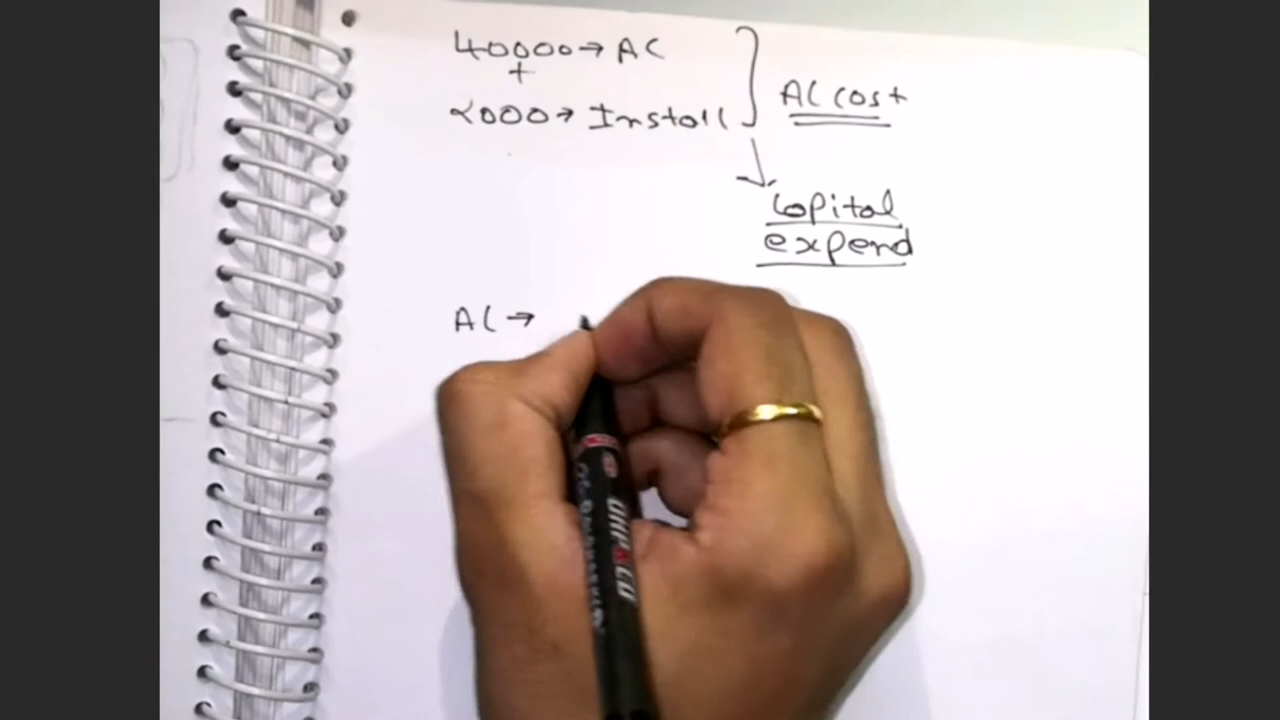 40000→ AC
+
2000→ Install
AC cost
Capital
expend
AC →